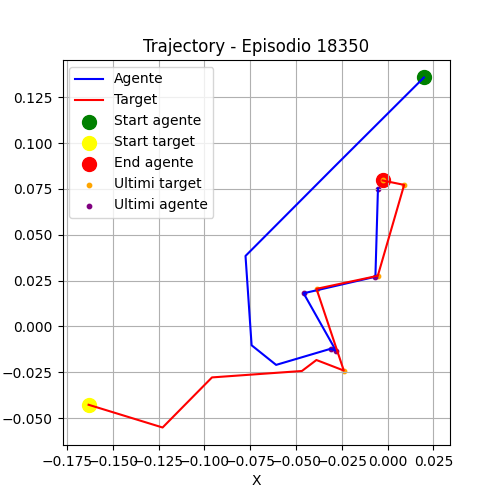 Trajectory - Episodio 18350
Agente
Target
Start agente
Start target
End agente
Ultimi target
Ultimi agente
0.125
0.100
0.075
0.050
0.025
0.000
−0.025
−0.050
−0.175 −0.150 −0.125 −0.100 −0.075 −0.050 −0.025 0.000 0.025
X